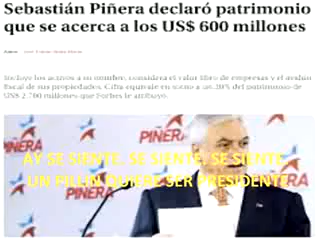 Sebastián Piñera declaró patrimonio
que se acerca a los US$ 600 millones
Incluye los activos a su nombre, considera el valor libro de empresas y el avalúo
fiscal de sus propiedades. Cifra equivale en torno a un 20% del patrimonio de
US$ 2.700 millones que Forbes le atribuye.
PIÑERA
PIÑERA
AY SE SIENTE, SE SIENTE, SE SIENTE
UN PILLIN QUIERE SER PRESIDENTE